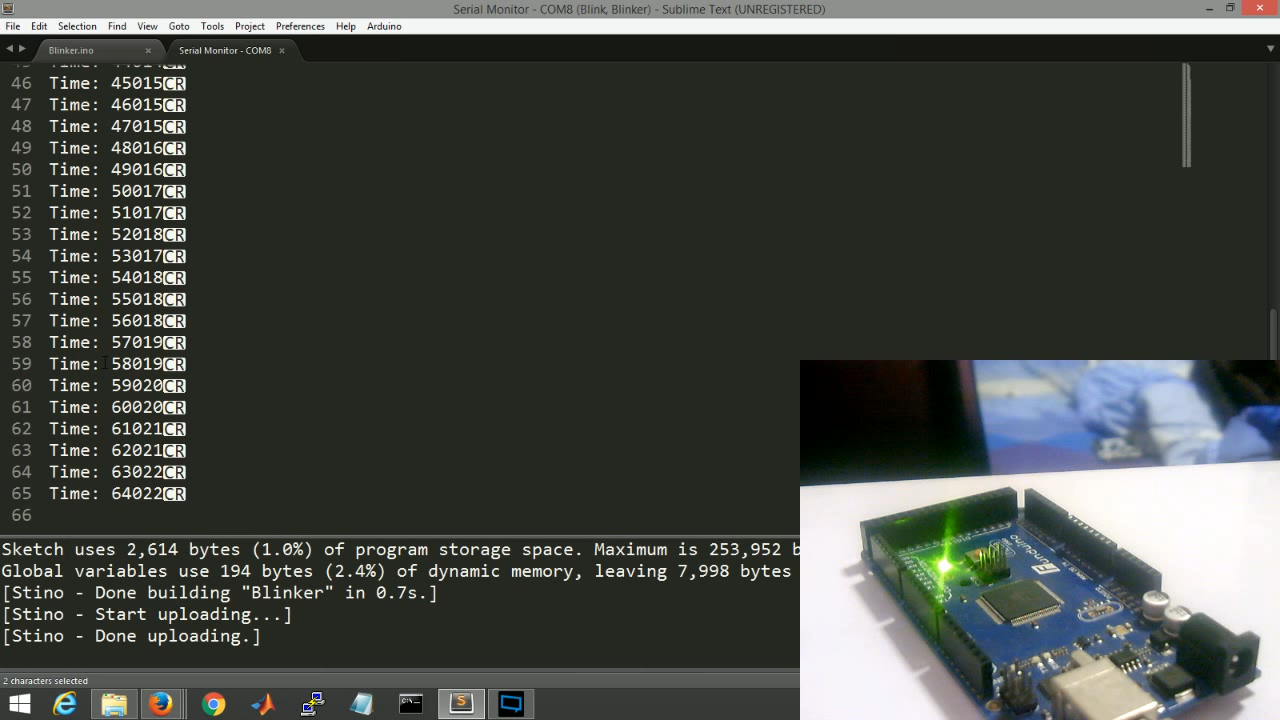 Serial Monitor - COM8 (Blink, Blinker) - Sublime Text (UNREGISTERED)
File Edit Selection Find View Goto Tools Project Preferences Help Arduino
Blinker.ino × Serial Monitor - COM8 ×
46 Time: 45015CR
47 Time: 46015CR
48 Time: 47015CR
49 Time: 48016CR
50 Time: 49016CR
51 Time: 50017CR
52 Time: 51017CR
53 Time: 52018CR
54 Time: 53017CR
55 Time: 54018CR
56 Time: 55018CR
57 Time: 56018CR
58 Time: 57019CR
59 Time: 58019CR
60 Time: 59020CR
61 Time: 60020CR
62 Time: 61021CR
63 Time: 62021CR
64 Time: 63022CR
65 Time: 64022CR
66
Sketch uses 2,614 bytes (1.0%) of program storage space. Maximum is 253,952 b
Global variables use 194 bytes (2.4%) of dynamic memory, leaving 7,998 bytes
[Stino - Done building "Blinker" in 0.7s.]
[Stino - Start uploading...]
[Stino - Done uploading.]
2 characters selected
Funduino